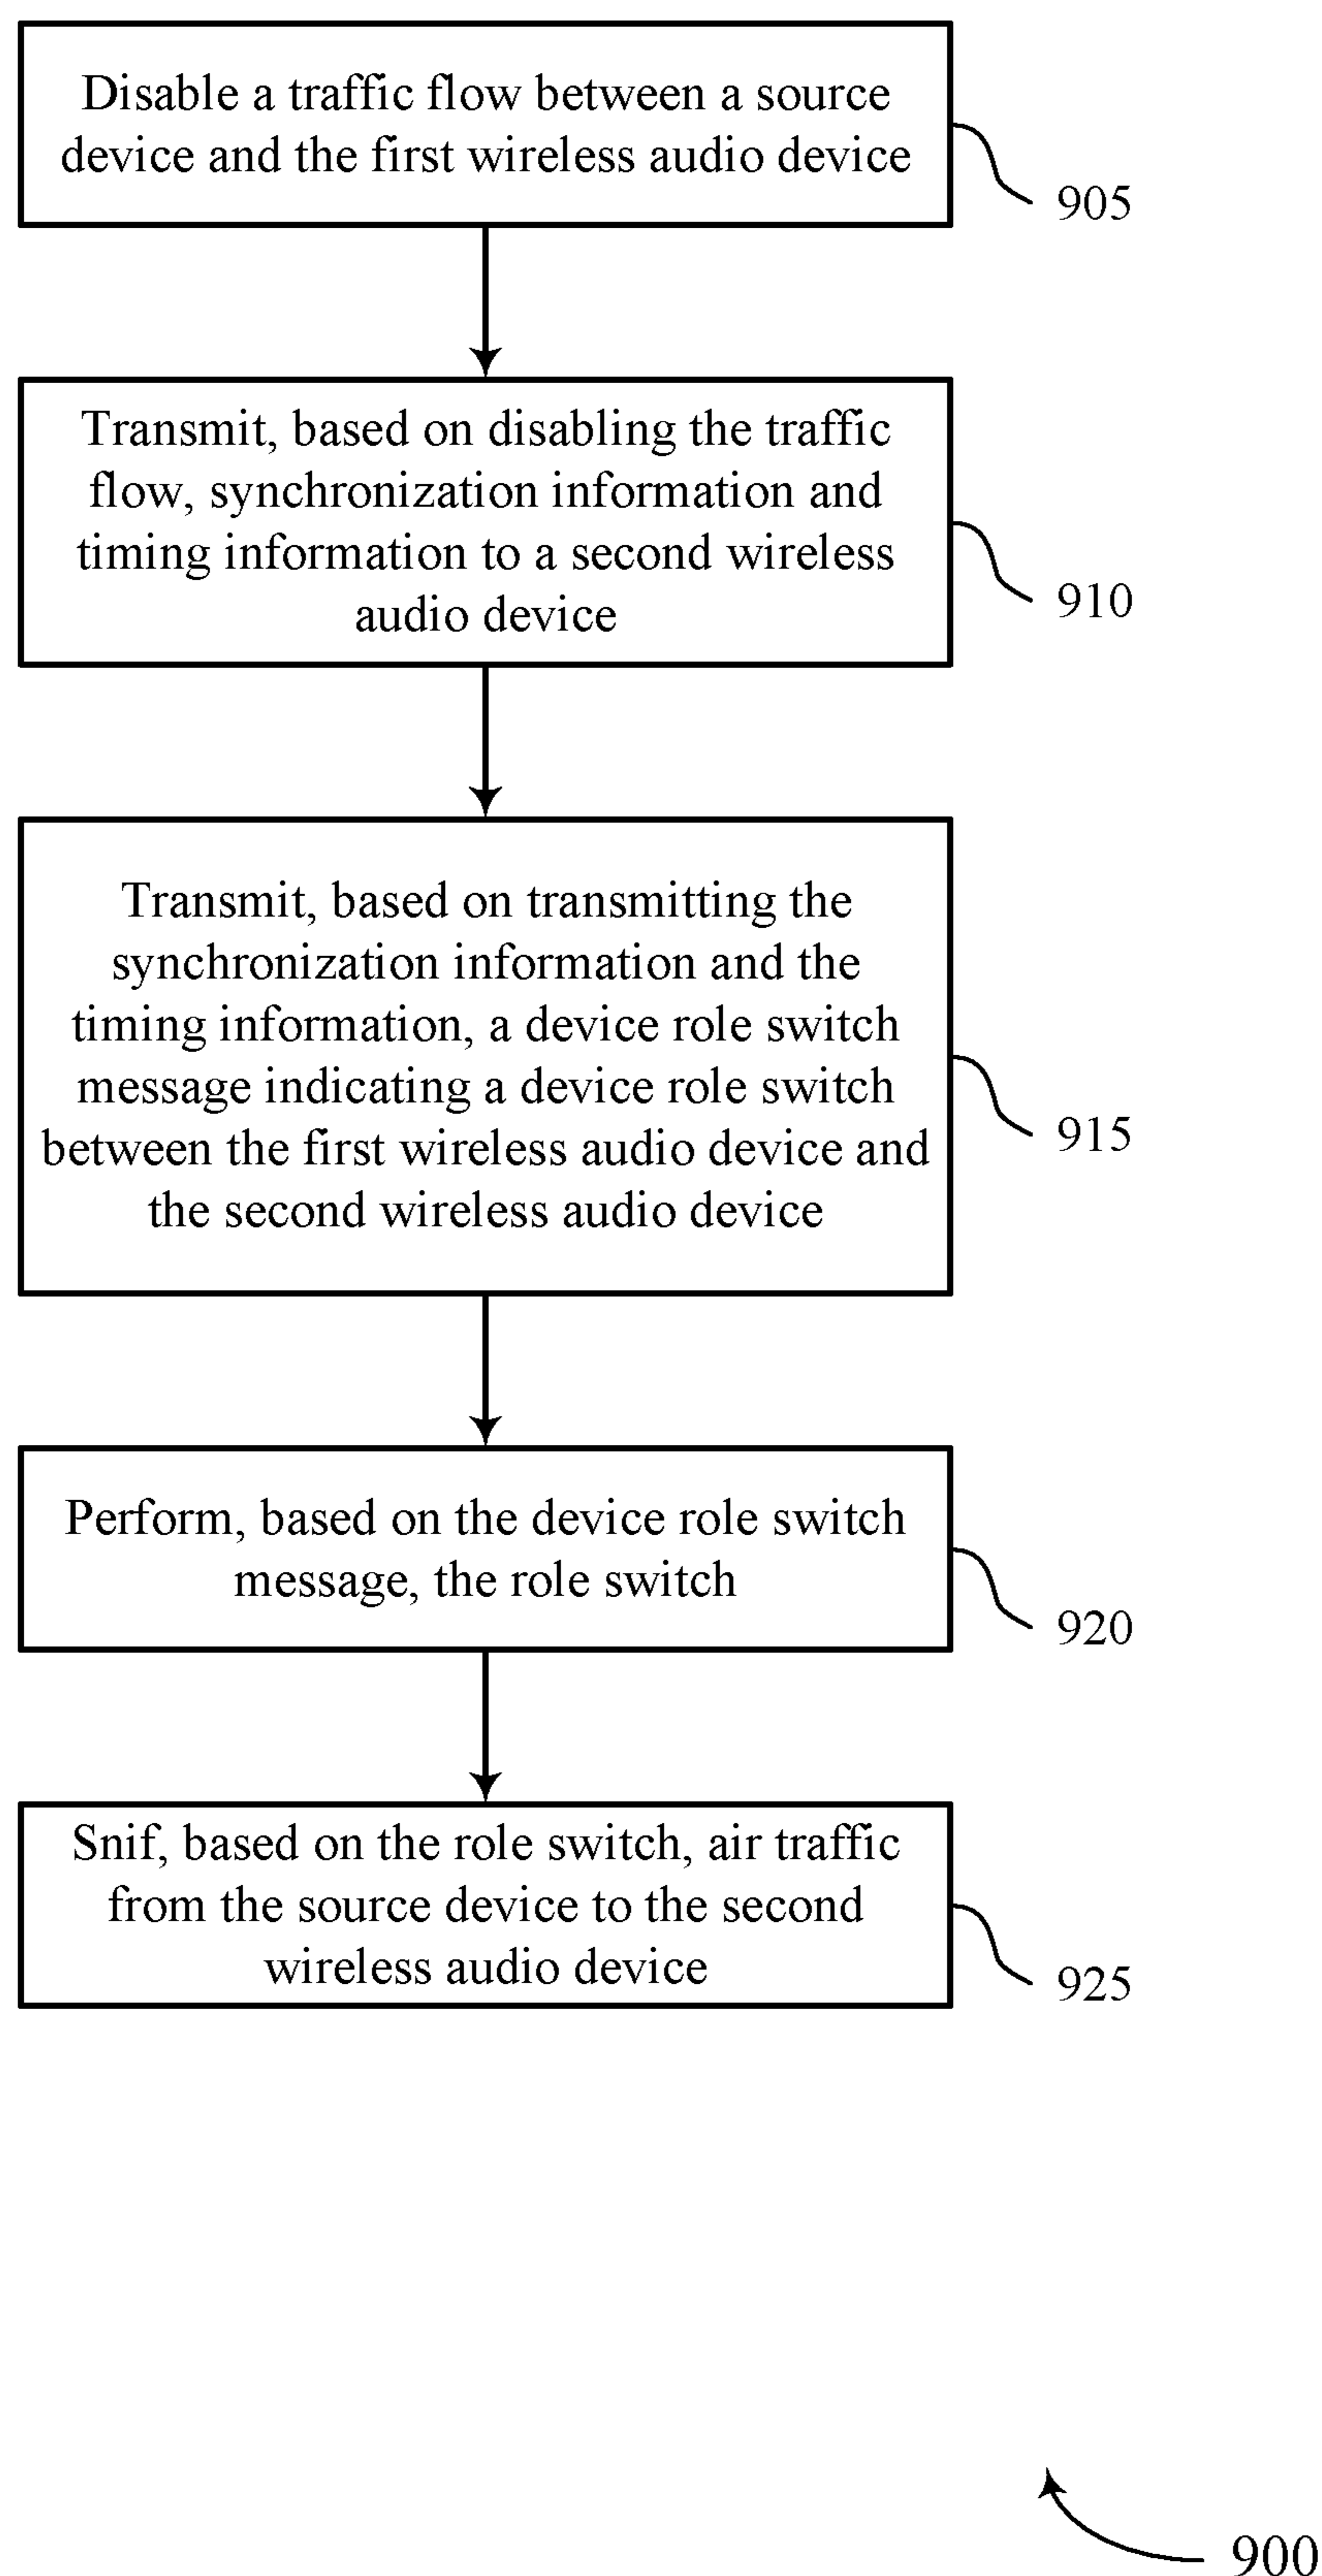 Disable a traffic flow between a source
device and the first wireless audio device
905
Transmit, based on disabling the traffic
flow, synchronization information and
timing information to a second wireless
audio device
910
Transmit, based on transmitting the
synchronization information and the
timing information, a device role switch
message indicating a device role switch
between the first wireless audio device and
the second wireless audio device
915
Perform, based on the device role switch
message, the role switch
920
Snif, based on the role switch, air traffic
from the source device to the second
wireless audio device
925
900